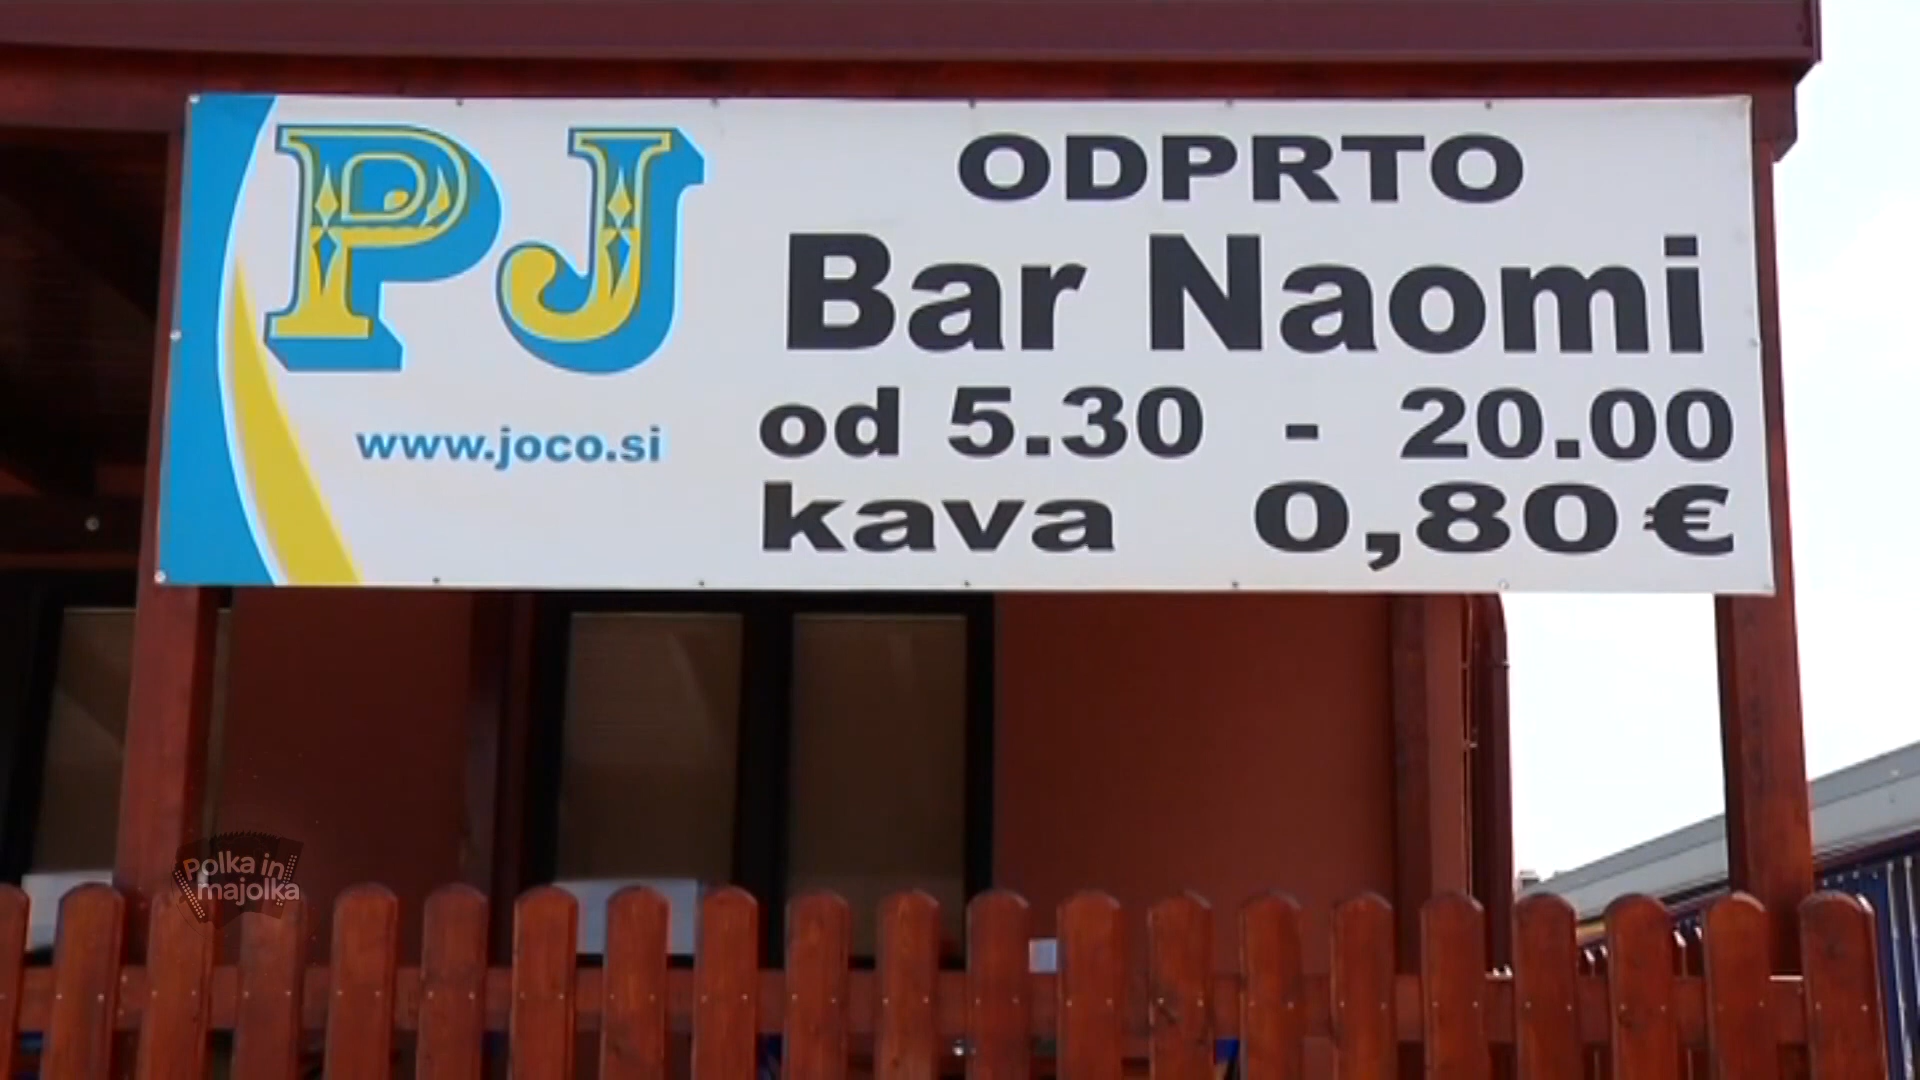 PJ
www.joco.si
ODPRTO
Bar Naomi
od 5.30 - 20.00
kava 0,80€
Polka in
majolka